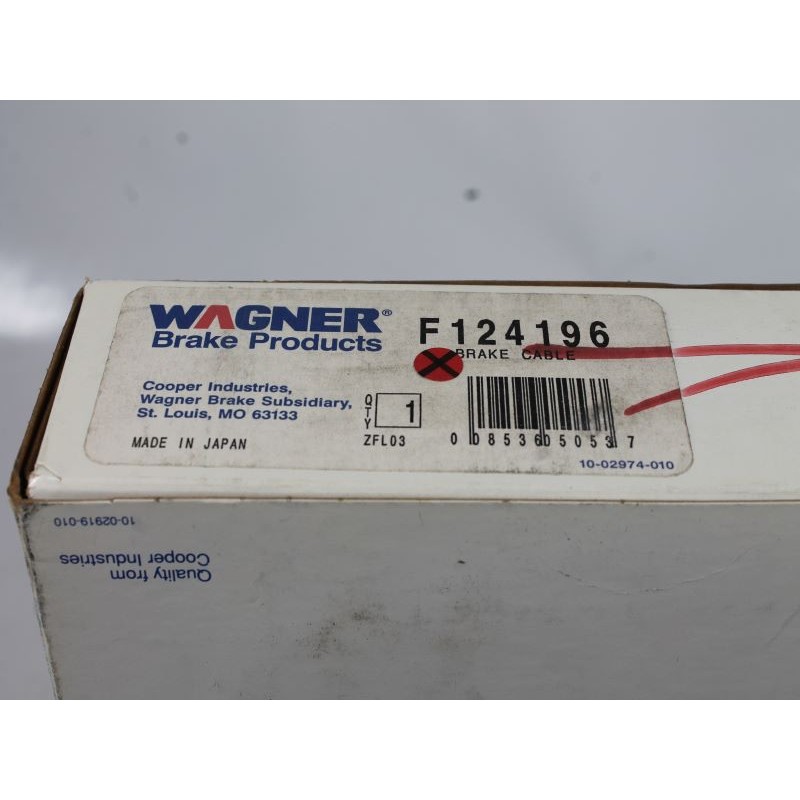 WAGNER®
Brake Products
F124196
BRAKE CABLE
Cooper Industries,
Wagner Brake Subsidiary,
St. Louis, MO 63133
QTY
1
MADE IN JAPAN
ZFL03
0 08536 05053 7
10-02974-010
10-02919-010
Quality from
Cooper Industries